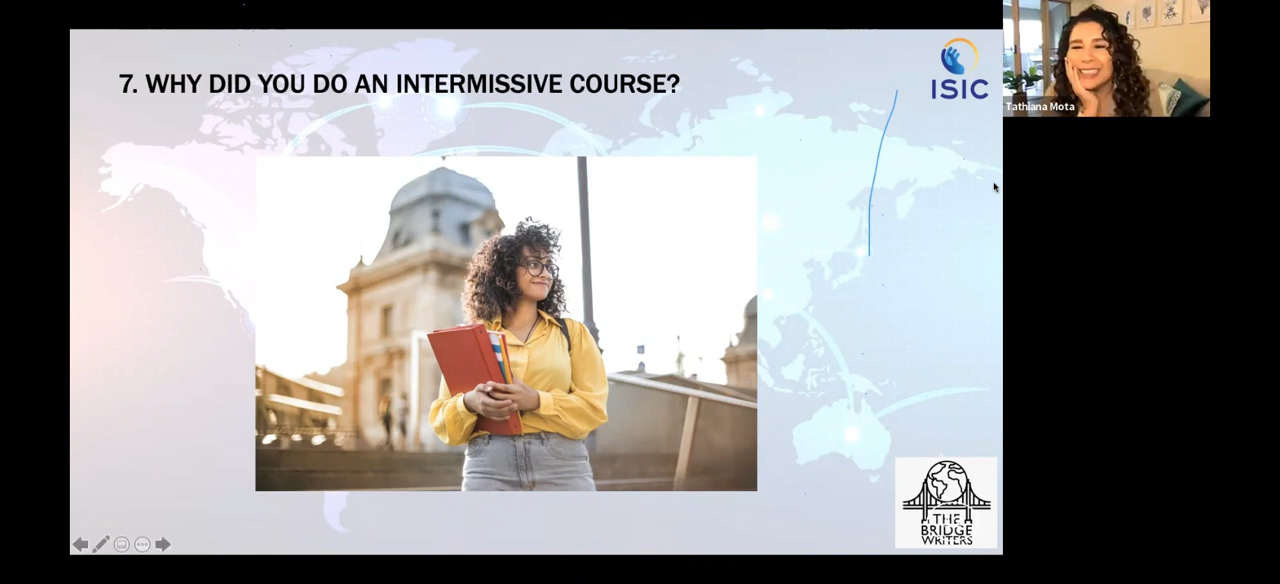 7. WHY DID YOU DO AN INTERMISSIVE COURSE?
ISIC
Tathiana Mota
THE
BRIDGE
WRITERS